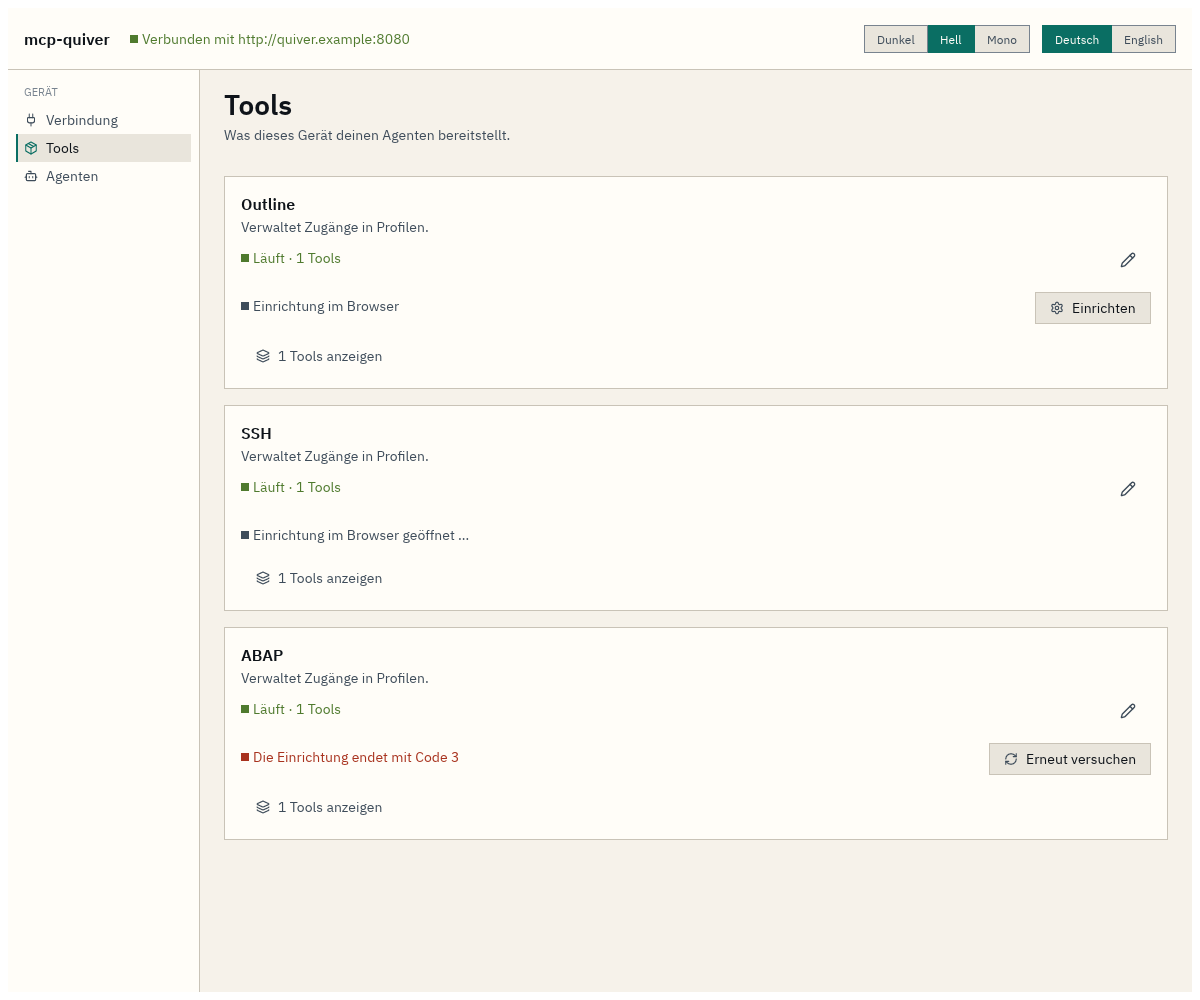 mcp-quiver
Verbunden mit http://quiver.example:8080
Dunkel
Hell
Mono
Deutsch
English
GERÄT
Verbindung
Tools
Agenten
Tools
Was dieses Gerät deinen Agenten bereitstellt.
Outline
Verwaltet Zugänge in Profilen.
Läuft · 1 Tools
Einrichtung im Browser
Einrichten
1 Tools anzeigen
SSH
Verwaltet Zugänge in Profilen.
Läuft · 1 Tools
Einrichtung im Browser geöffnet …
1 Tools anzeigen
ABAP
Verwaltet Zugänge in Profilen.
Läuft · 1 Tools
Die Einrichtung endet mit Code 3
Erneut versuchen
1 Tools anzeigen